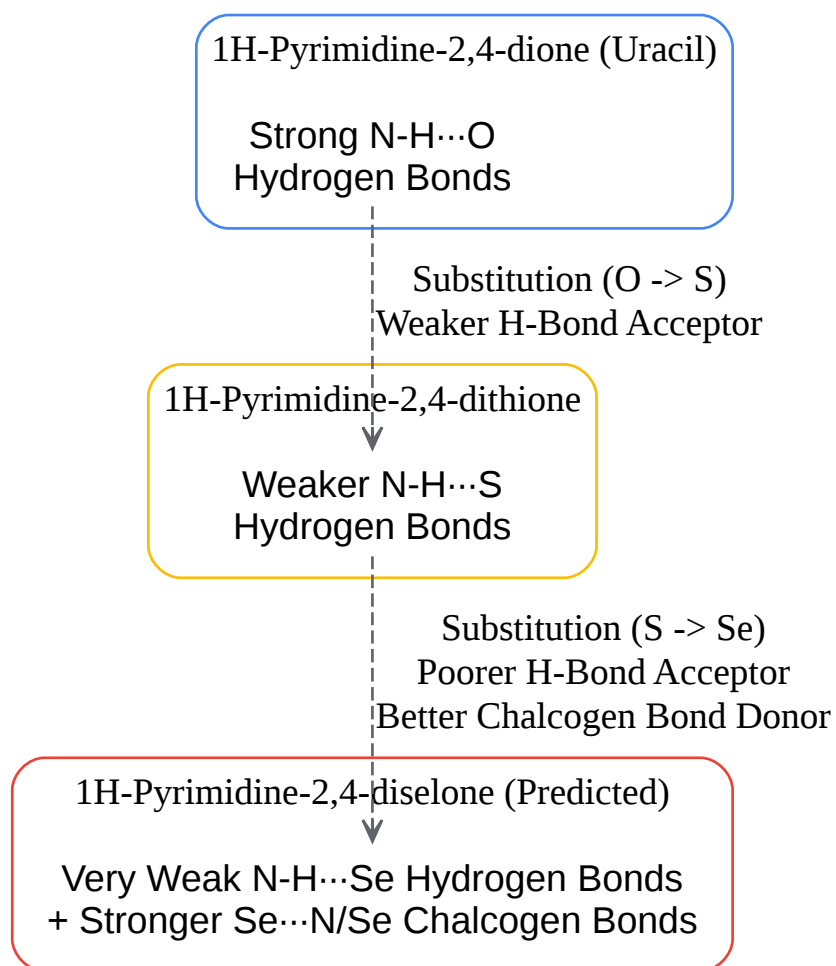 1H-Pyrimidine-2,4-dione (Uracil)
Strong N-H···O
Hydrogen Bonds
Substitution (O -> S)
Weaker H-Bond Acceptor
1H-Pyrimidine-2,4-dithione
Weaker N-H···S
Hydrogen Bonds
Substitution (S -> Se)
Poorer H-Bond Acceptor
Better Chalcogen Bond Donor
1H-Pyrimidine-2,4-diselone (Predicted)
Very Weak N-H···Se Hydrogen Bonds
+ Stronger Se···N/Se Chalcogen Bonds